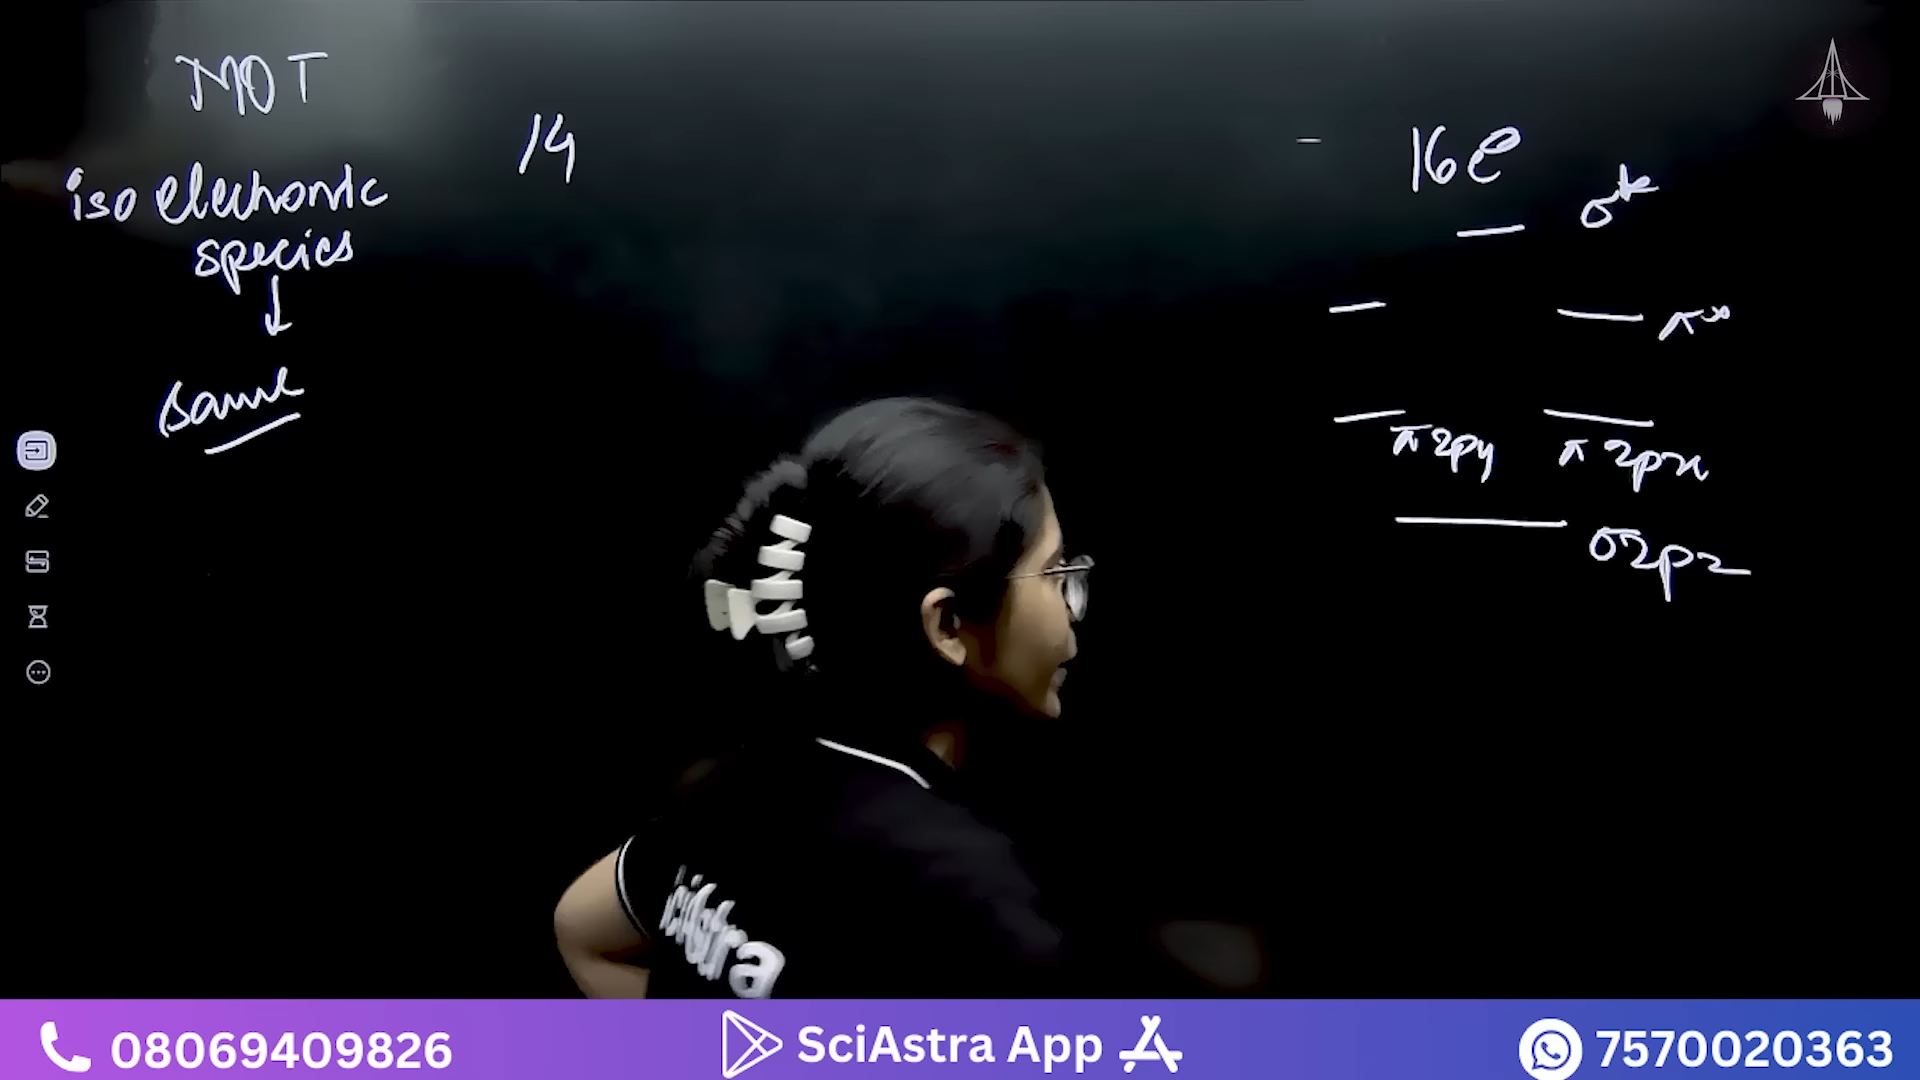 MOT
iso electronic
species
↓
same
14
16e
σ*
π*
π2py π2px
σ2pz
SciAstra
08069409826
SciAstra App
7570020363